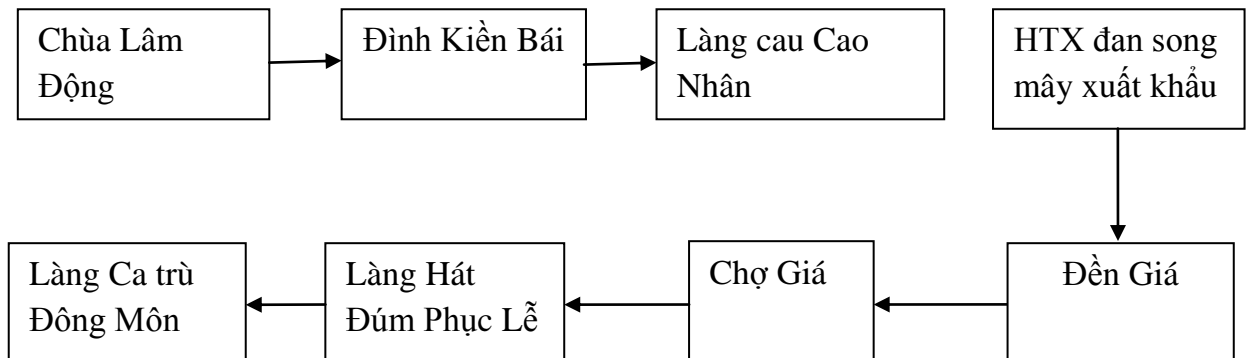 Chùa Lâm
Động
Đình Kiền Bái
Làng cau Cao
Nhân
HTX đan song
mây xuất khẩu
Đền Giá
Chợ Giá
Làng Hát
Đúm Phục Lễ
Làng Ca trù
Đông Môn